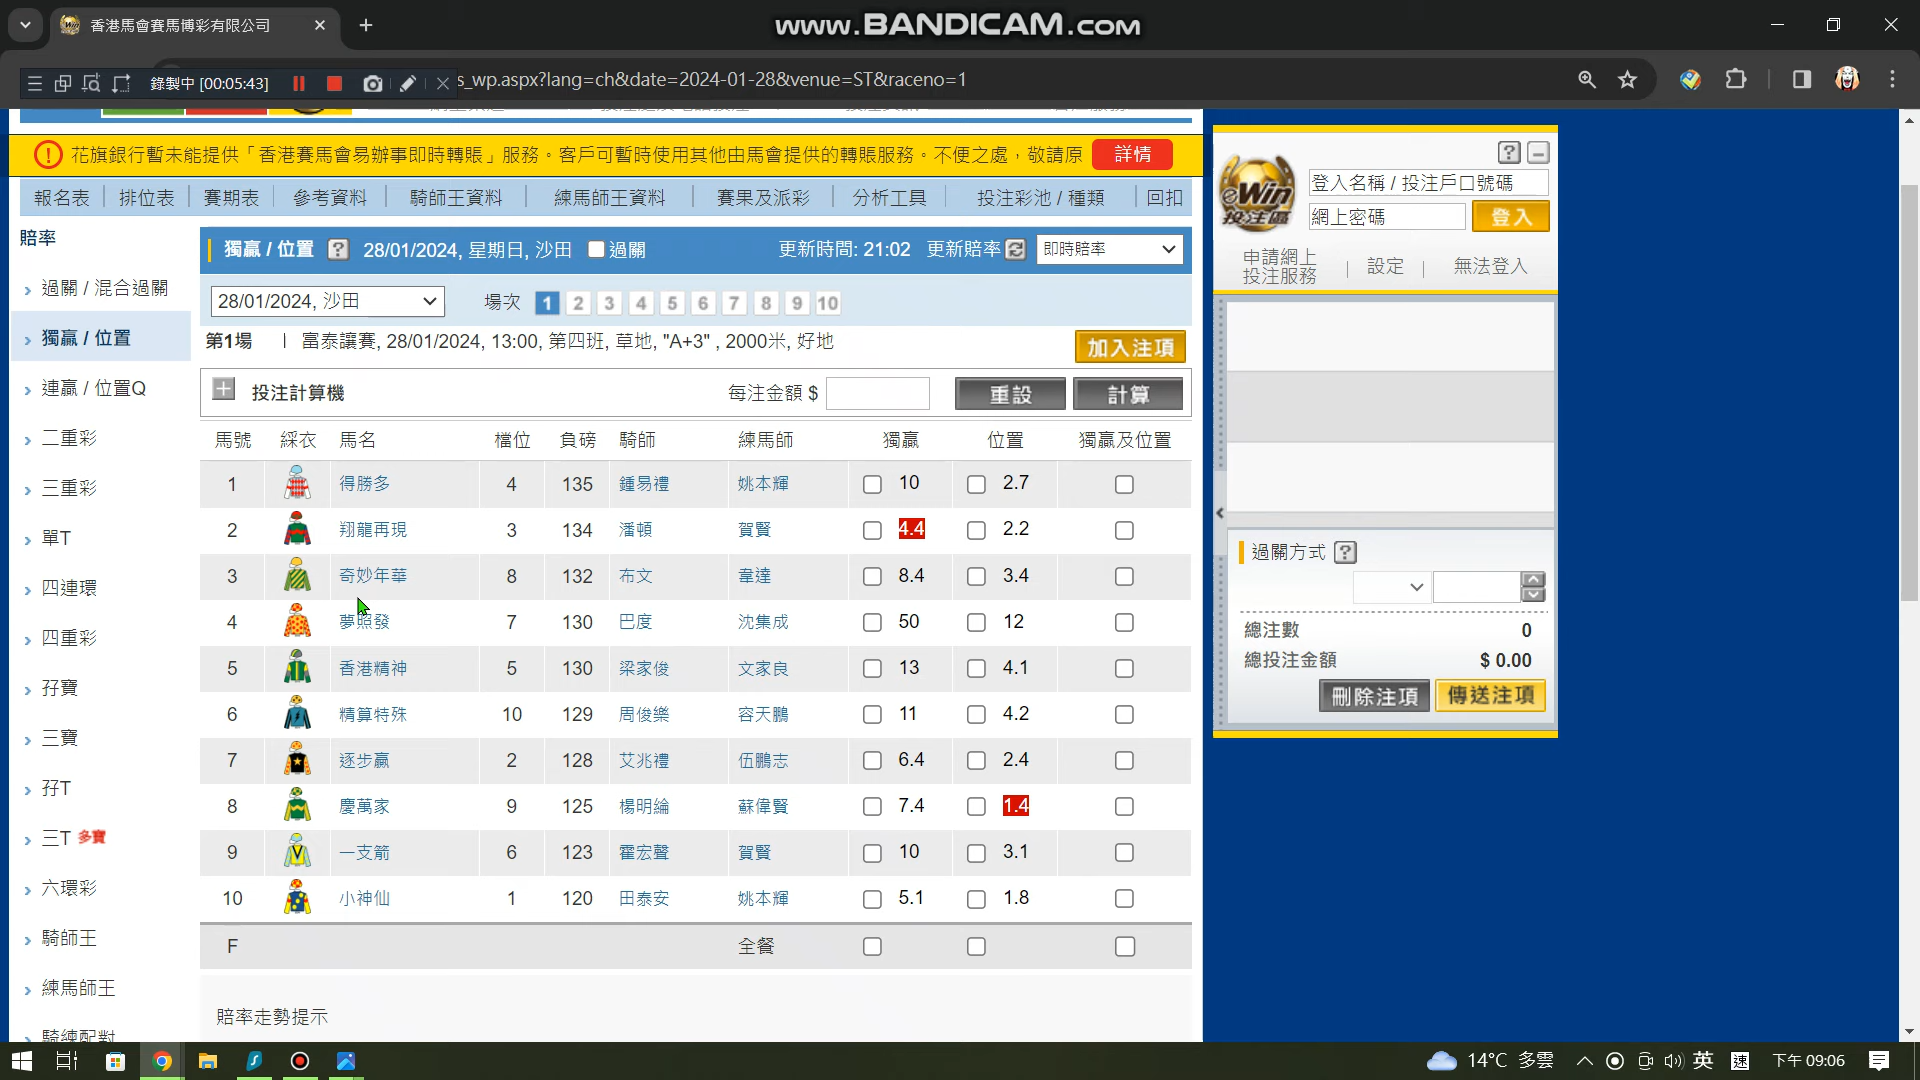 香港馬會賽馬博彩有限公司
www.BANDICAM.com
錄製中 [00:05:43]
s_wp.aspx?lang=ch&date=2024-01-28&venue=ST&raceno=1
花旗銀行暫未能提供「香港賽馬會易辦事即時轉賬」服務。客戶可暫時使用其他由馬會提供的轉賬服務。不便之處，敬請原 詳情
報名表 排位表 賽期表 參考資料 騎師王資料 練馬師王資料 賽果及派彩 分析工具 投注彩池 / 種類 回扣
賠率
過關 / 混合過關
獨贏 / 位置
連贏 / 位置Q
二重彩
三重彩
單T
四連環
四重彩
孖寶
三寶
孖T
三T 多寶
六環彩
騎師王
練馬師王
騎練配對
獨贏 / 位置 ? 28/01/2024, 星期日, 沙田 過關 更新時間: 21:02 更新賠率 即時賠率
28/01/2024, 沙田 場次 1 2 3 4 5 6 7 8 9 10
第1場 | 富泰讓賽, 28/01/2024, 13:00, 第四班, 草地, "A+3" , 2000米, 好地 加入注項
投注計算機 每注金額 $ 重設 計算
馬號 綵衣 馬名 檔位 負磅 騎師 練馬師 獨贏 位置 獨贏及位置
1 得勝多 4 135 鍾易禮 姚本輝 10 2.7
2 翔龍再現 3 134 潘頓 賀賢 4.4 2.2
3 奇妙年華 8 132 布文 韋達 8.4 3.4
4 夢照發 7 130 巴度 沈集成 50 12
5 香港精神 5 130 梁家俊 文家良 13 4.1
6 精算特殊 10 129 周俊樂 容天鵬 11 4.2
7 逐步贏 2 128 艾兆禮 伍鵬志 6.4 2.4
8 慶萬家 9 125 楊明綸 蘇偉賢 7.4 1.4
9 一支箭 6 123 霍宏聲 賀賢 10 3.1
10 小神仙 1 120 田泰安 姚本輝 5.1 1.8
F 全餐
賠率走勢提示
eWin
投注區
登入名稱 / 投注戶口號碼
網上密碼 登入
申請網上
投注服務 | 設定 | 無法登入
過關方式 ?
總注數 0
總投注金額 $ 0.00
刪除注項 傳送注項
14°C 多雲 英 速 下午 09:06